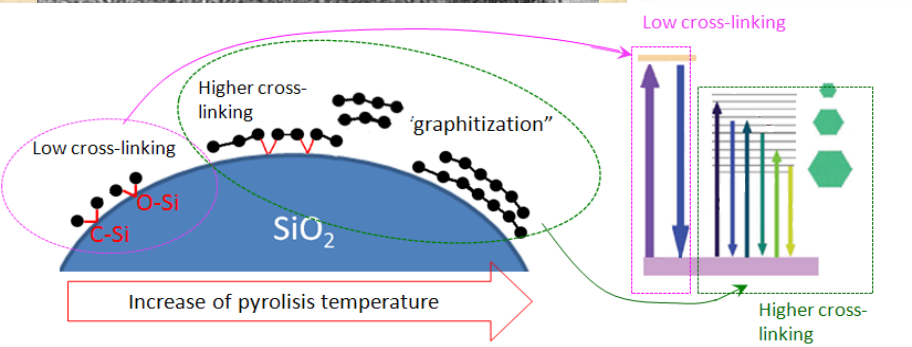 Low cross-linking
Higher cross-
linking
'graphitization"
Low cross-linking
O-Si
C-Si
SiO2
Increase of pyrolisis temperature
Higher cross-
linking